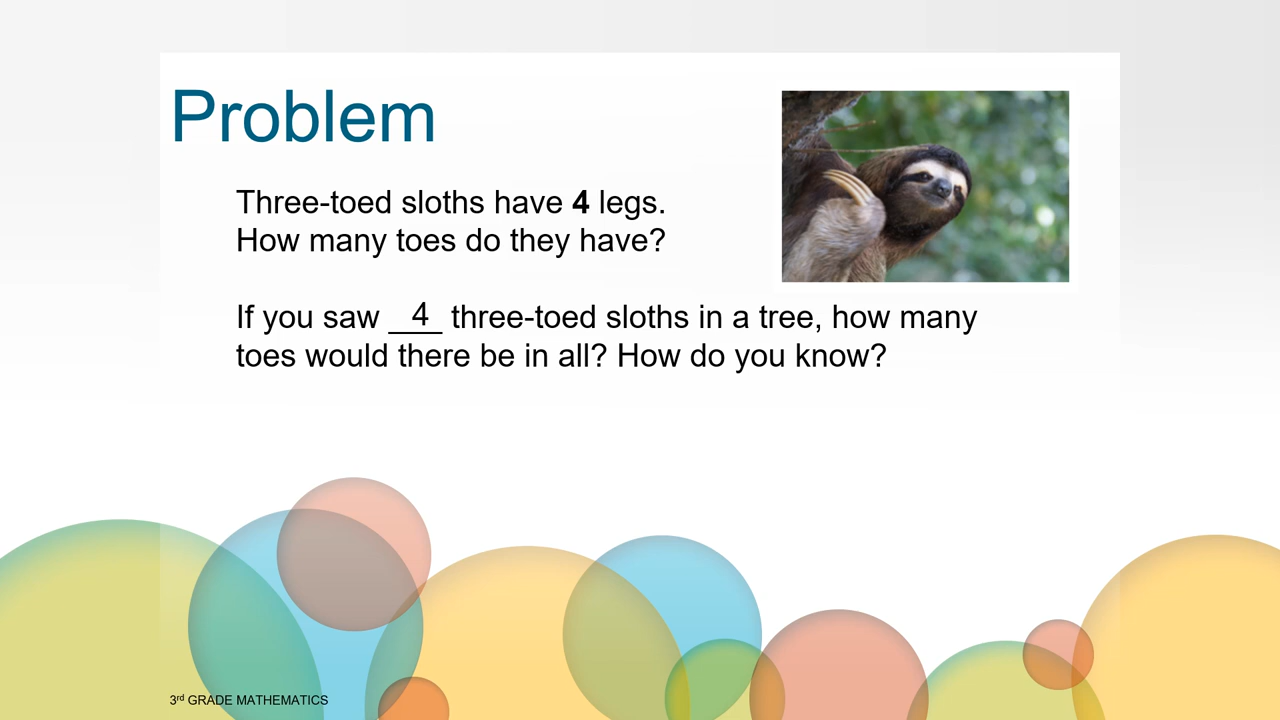 Problem
Three-toed sloths have 4 legs.
How many toes do they have?
If you saw 4 three-toed sloths in a tree, how many
toes would there be in all? How do you know?
3rd GRADE MATHEMATICS